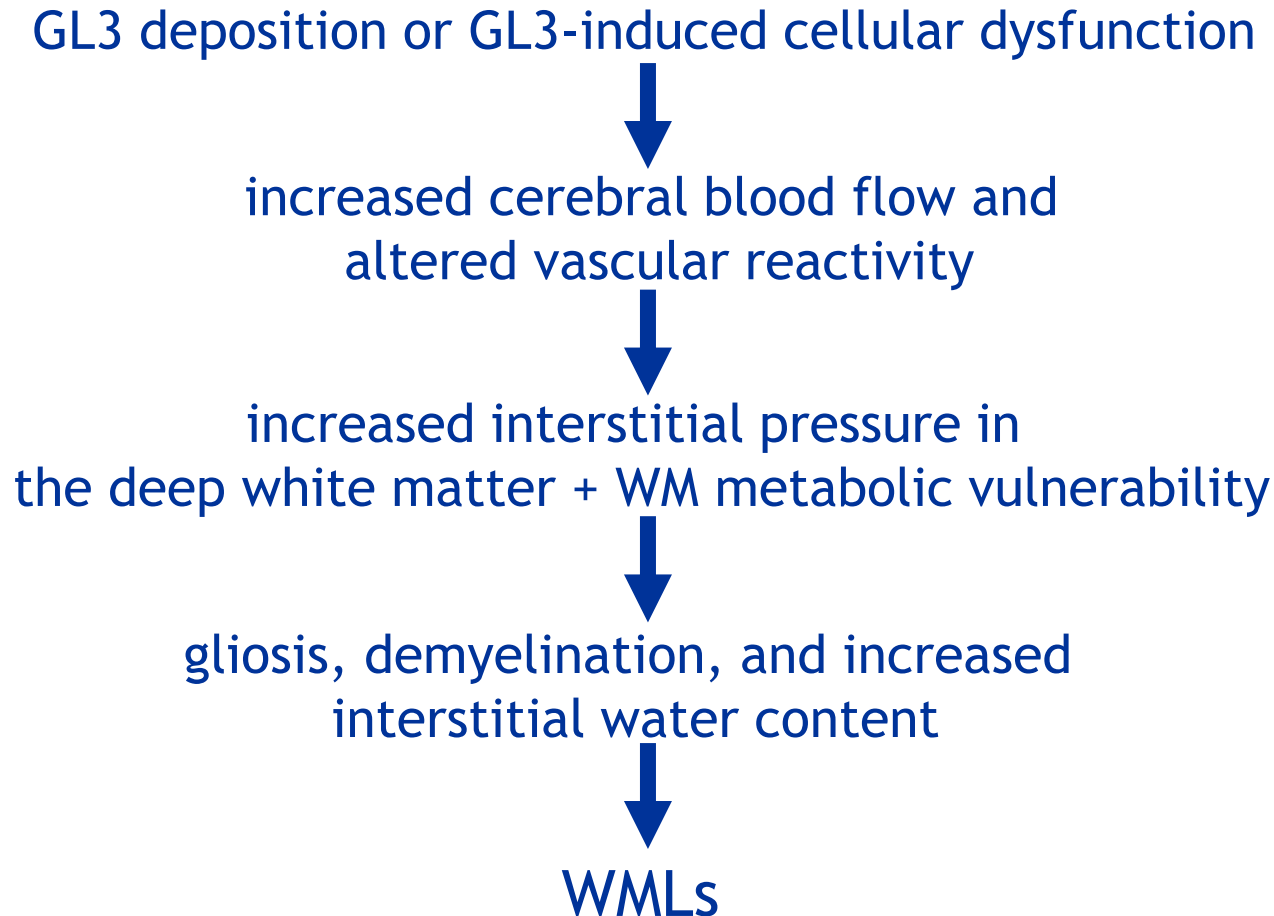 GL3 deposition or GL3-induced cellular dysfunction
increased cerebral blood flow and
altered vascular reactivity
increased interstitial pressure in
the deep white matter + WM metabolic vulnerability
gliosis, demyelination, and increased
interstitial water content
WMLs